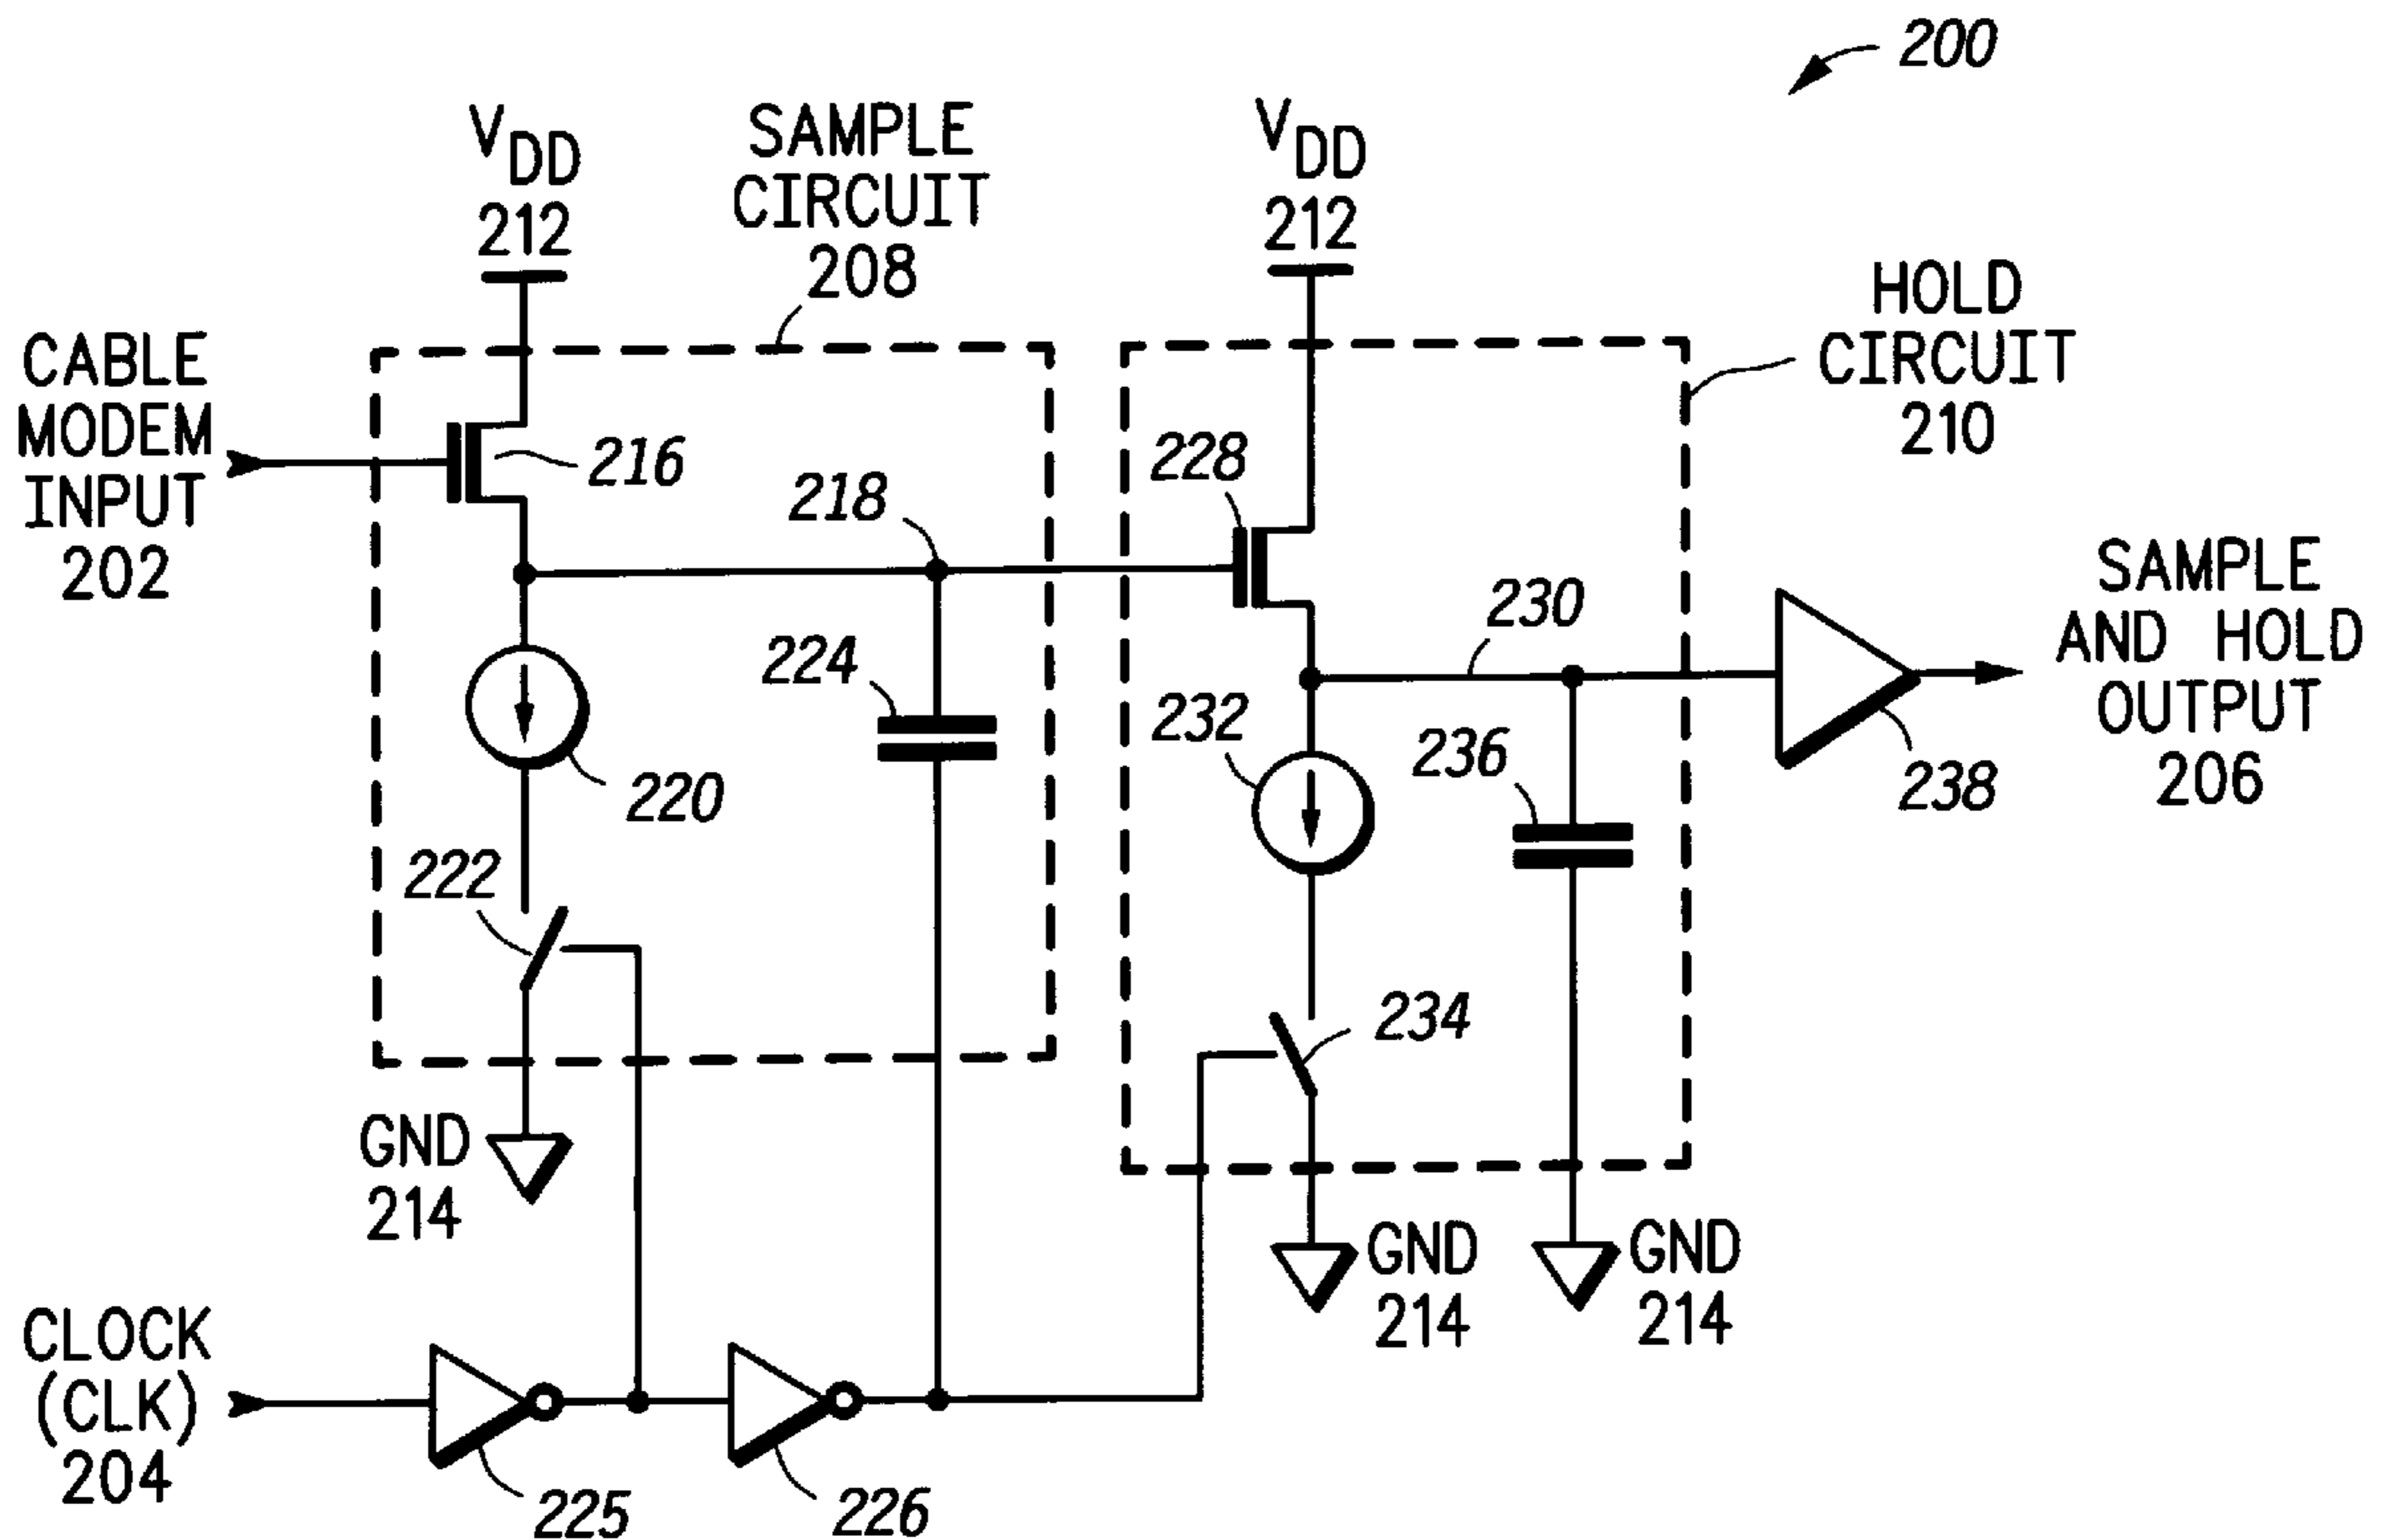 200
VDD
212
SAMPLE
CIRCUIT
208
VDD
212
HOLD
CIRCUIT
210
CABLE
MODEM
INPUT
202
216
218
228
230
SAMPLE
AND HOLD
OUTPUT
206
224
220
232
236
238
222
234
GND
214
GND
214
GND
214
CLOCK
(CLK)
204
225
226